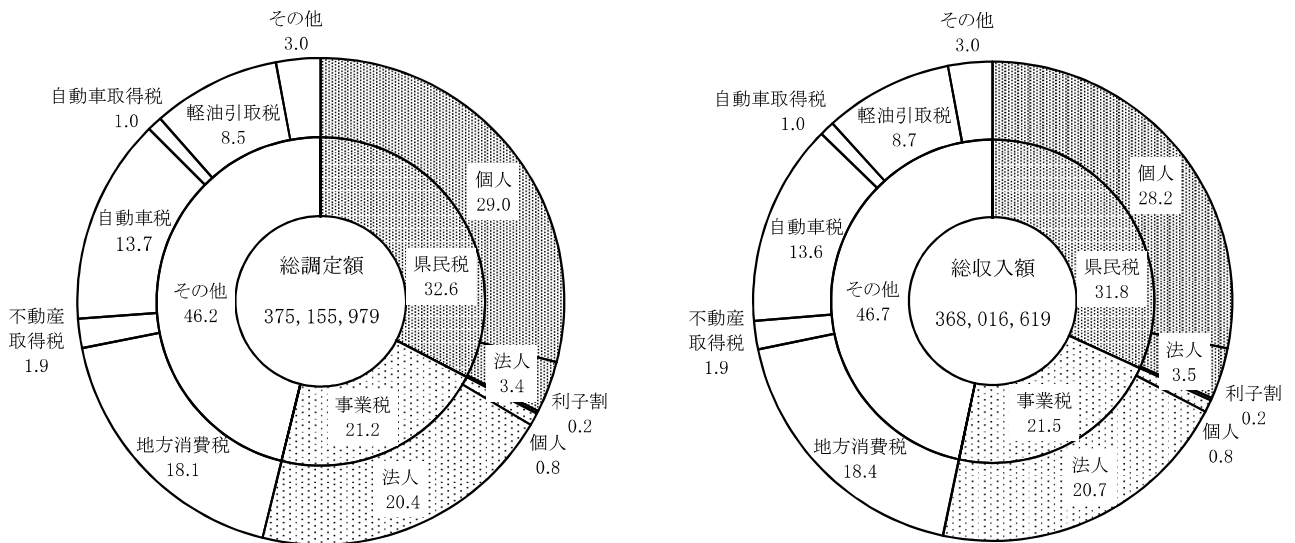 その他
3.0
自動車取得税
1.0
軽油引取税
8.5
個人
29.0
自動車税
13.7
総調定額
375,155,979
県民税
32.6
その他
46.2
不動産
取得税
1.9
法人
3.4
利子割
0.2
個人
0.8
事業税
21.2
地方消費税
18.1
法人
20.4
その他
3.0
自動車取得税
1.0
軽油引取税
8.7
個人
28.2
自動車税
13.6
総収入額
368,016,619
県民税
31.8
その他
46.7
不動産
取得税
1.9
法人
3.5
利子割
0.2
個人
0.8
事業税
21.5
地方消費税
18.4
法人
20.7